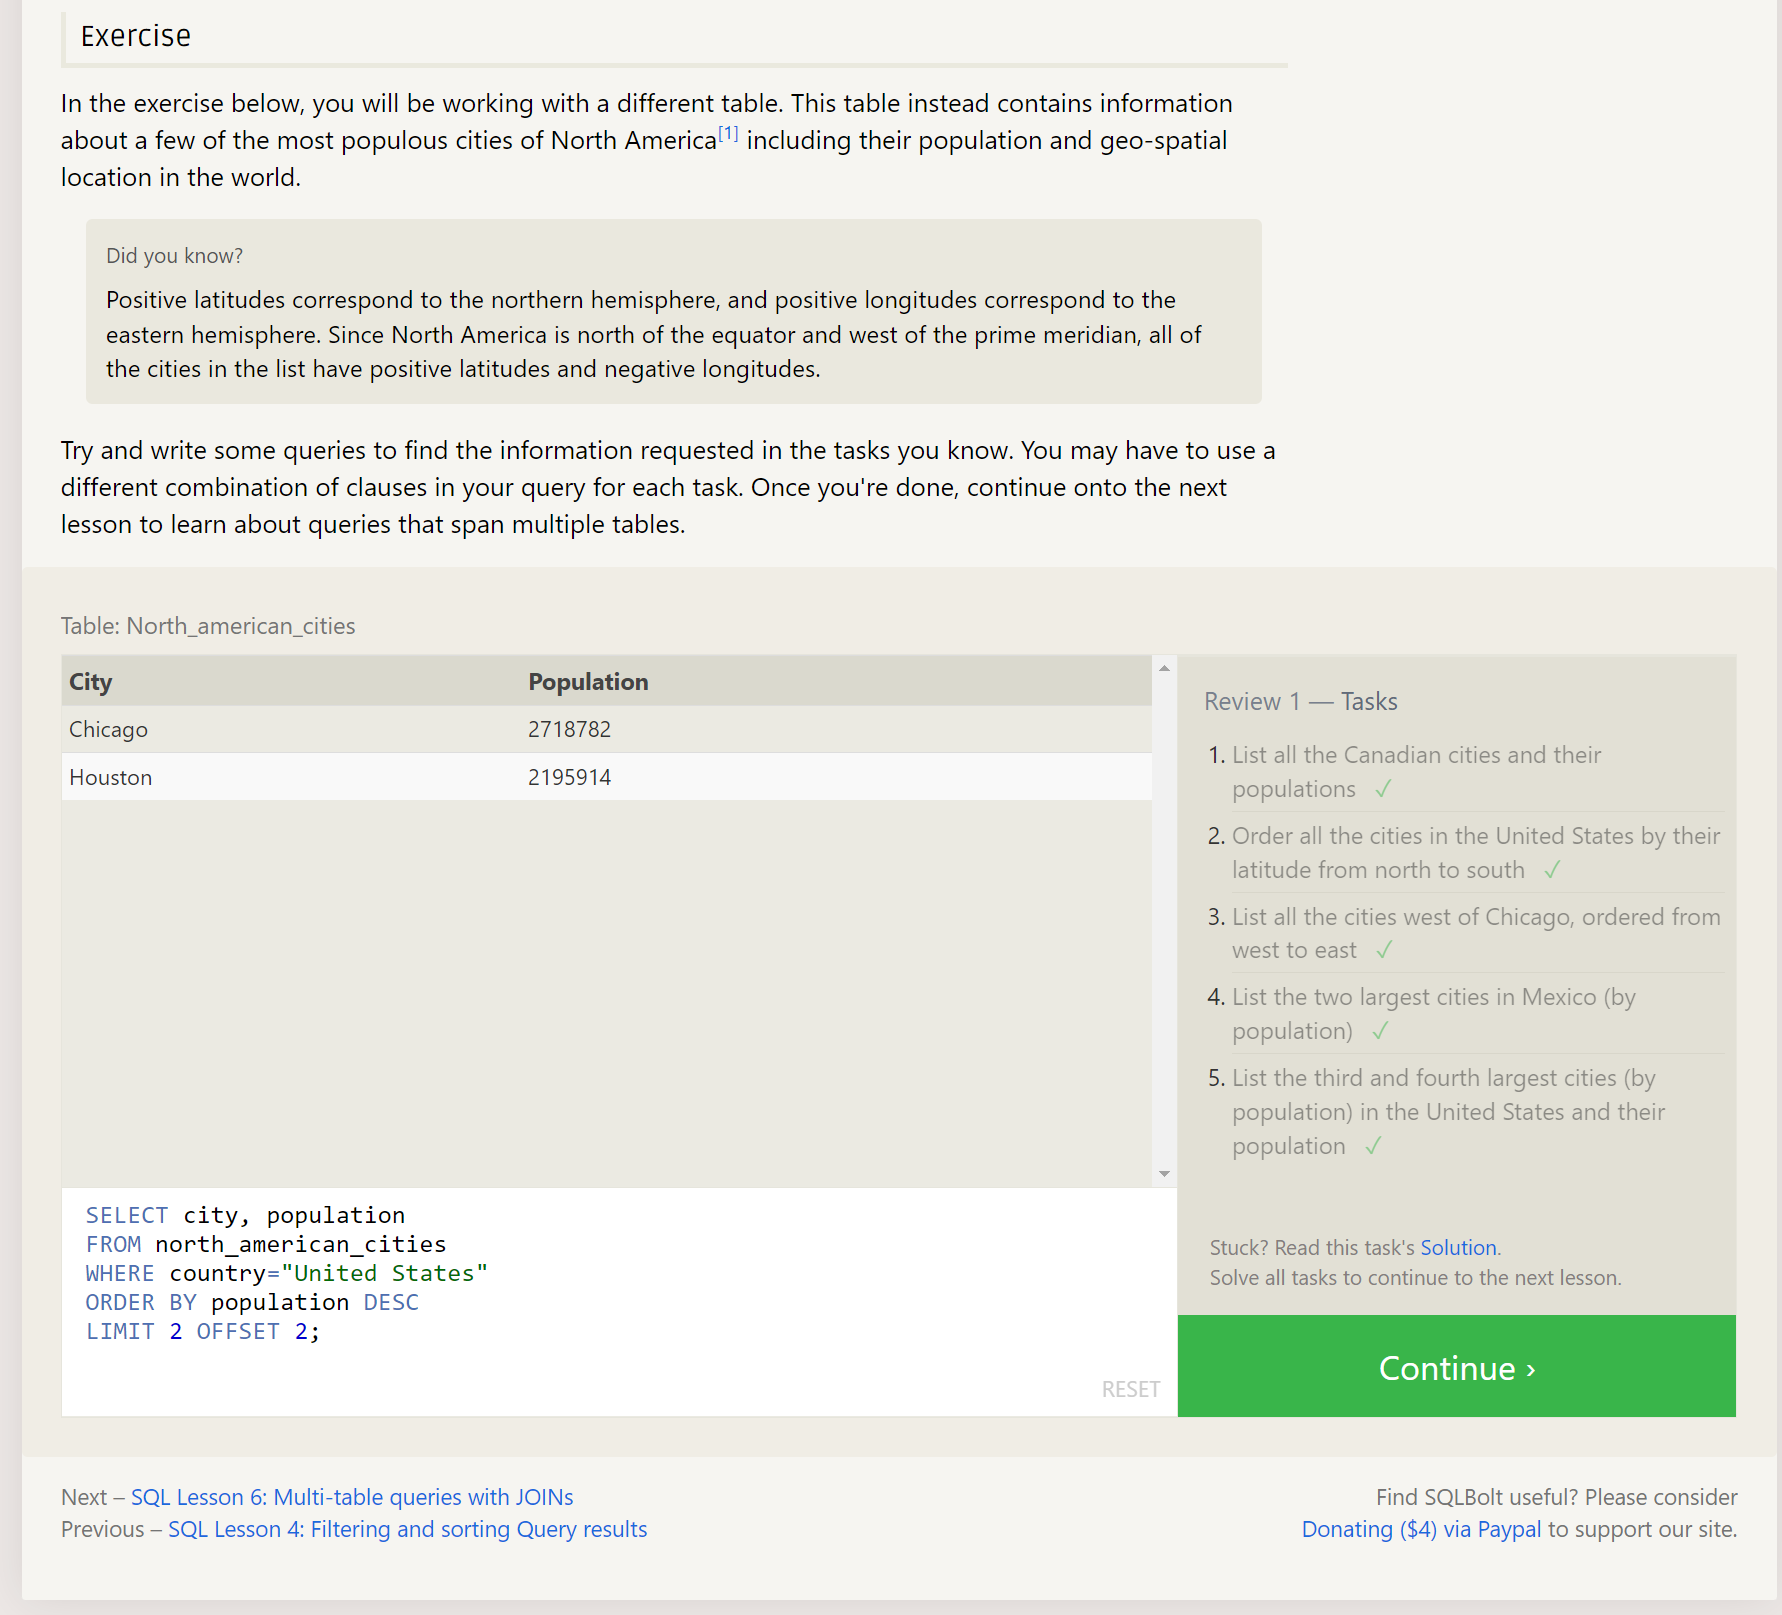 Exercise
In the exercise below, you will be working with a different table. This table instead contains information
about a few of the most populous cities of North America[1] including their population and geo-spatial
location in the world.
Did you know?
Positive latitudes correspond to the northern hemisphere, and positive longitudes correspond to the
eastern hemisphere. Since North America is north of the equator and west of the prime meridian, all of
the cities in the list have positive latitudes and negative longitudes.
Try and write some queries to find the information requested in the tasks you know. You may have to use a
different combination of clauses in your query for each task. Once you're done, continue onto the next
lesson to learn about queries that span multiple tables.
Table: North_american_cities
City Population
Chicago 2718782
Houston 2195914
SELECT city, population
FROM north_american_cities
WHERE country="United States"
ORDER BY population DESC
LIMIT 2 OFFSET 2;
RESET
Review 1 — Tasks
1. List all the Canadian cities and their
populations ✓
2. Order all the cities in the United States by their
latitude from north to south ✓
3. List all the cities west of Chicago, ordered from
west to east ✓
4. List the two largest cities in Mexico (by
population) ✓
5. List the third and fourth largest cities (by
population) in the United States and their
population ✓
Stuck? Read this task's Solution.
Solve all tasks to continue to the next lesson.
Continue ›
Next – SQL Lesson 6: Multi-table queries with JOINs
Previous – SQL Lesson 4: Filtering and sorting Query results
Find SQLBolt useful? Please consider
Donating ($4) via Paypal to support our site.